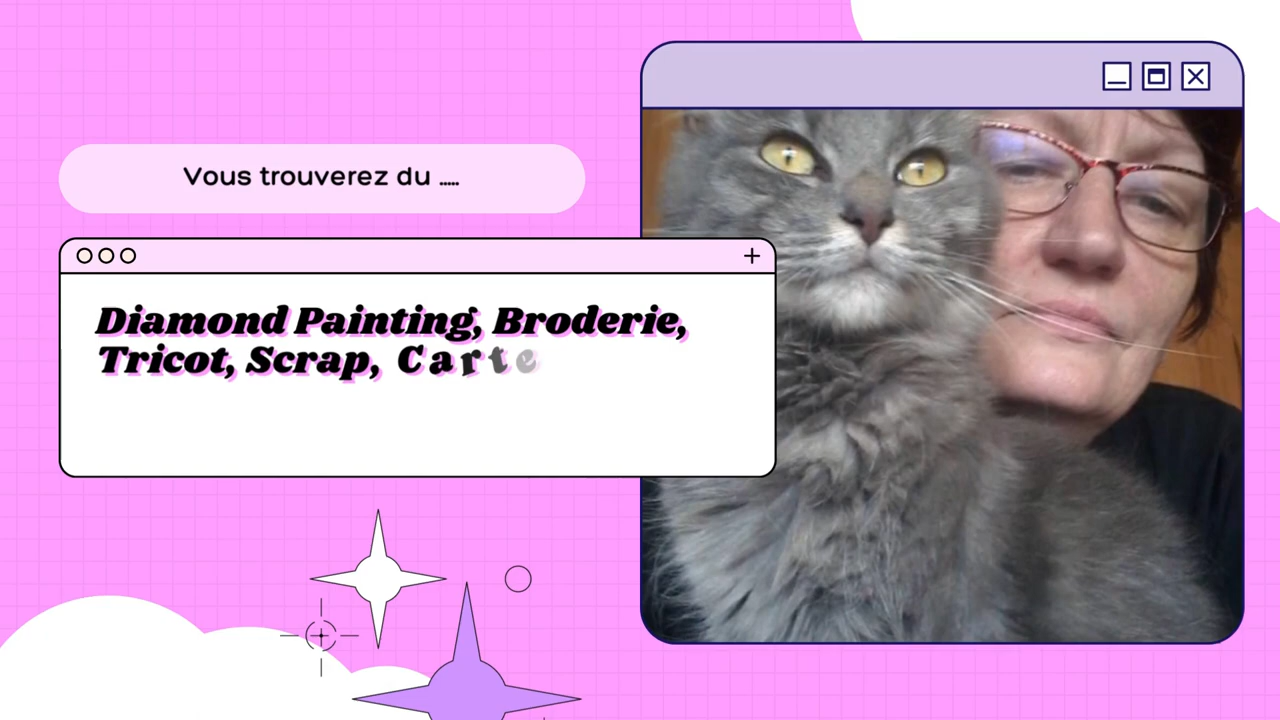 Vous trouverez du .....
Diamond Painting, Broderie,
Tricot, Scrap, Carte